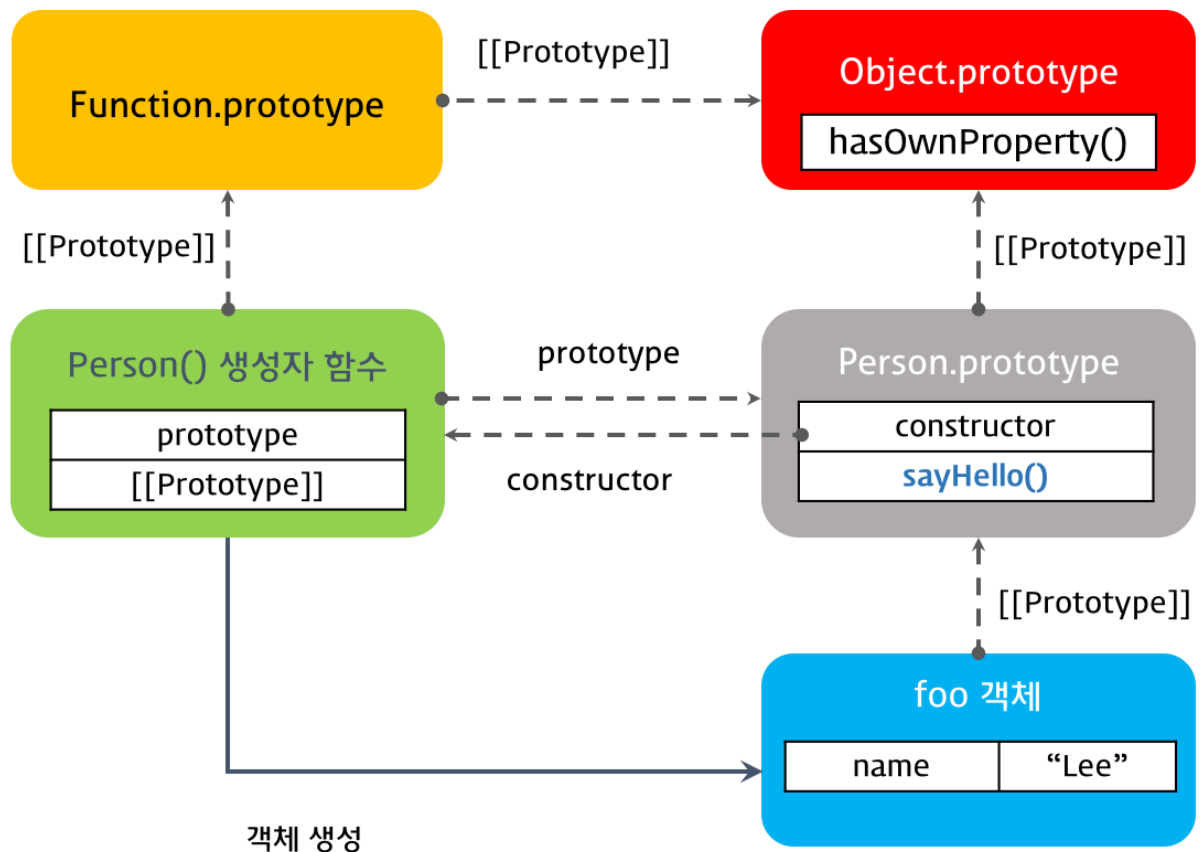 [[Prototype]]
Function.prototype
Object.prototype
hasOwnProperty()
[[Prototype]]
[[Prototype]]
Person() 생성자 함수
prototype
[[Prototype]]
prototype
constructor
Person.prototype
constructor
sayHello()
[[Prototype]]
foo 객체
name
“Lee”
객체 생성